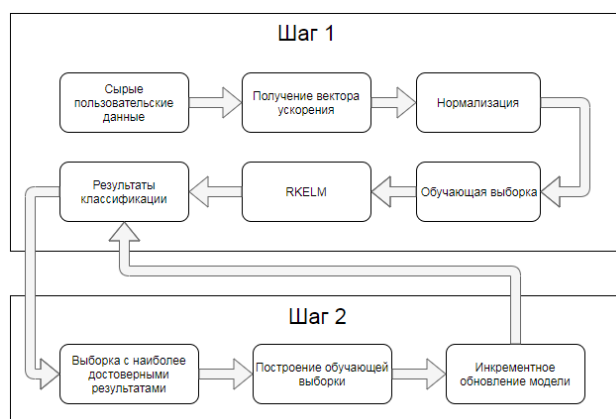 Шаг 1
Сырые
пользовательские
данные
Получение вектора
ускорения
Нормализация
Результаты
классификации
RKELM
Обучающая выборка
Шаг 2
Выборка с наиболее
достоверными
результатами
Построение обучающей
выборки
Инкрементное
обновление модели